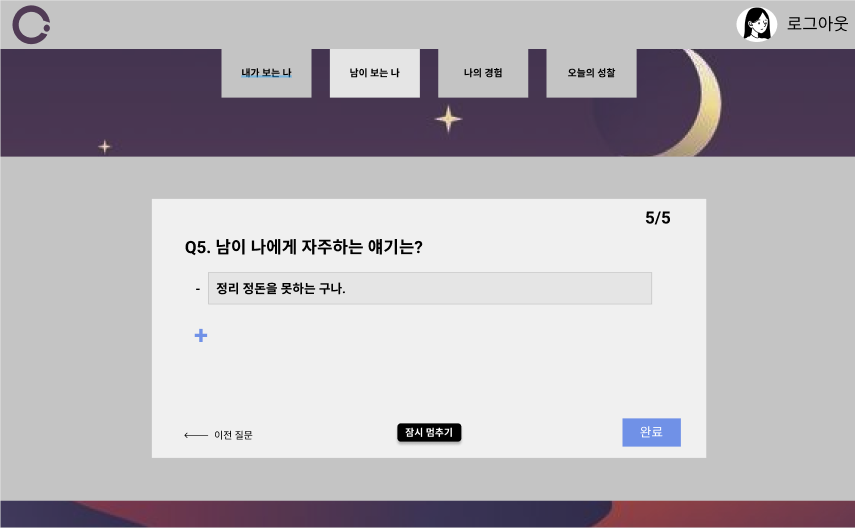 로그아웃
내가 보는 나
남이 보는 나
나의 경험
오늘의 성찰
5/5
Q5. 남이 나에게 자주하는 얘기는?
- 정리 정돈을 못하는 구나.
+
← 이전 질문
잠시 멈추기
완료